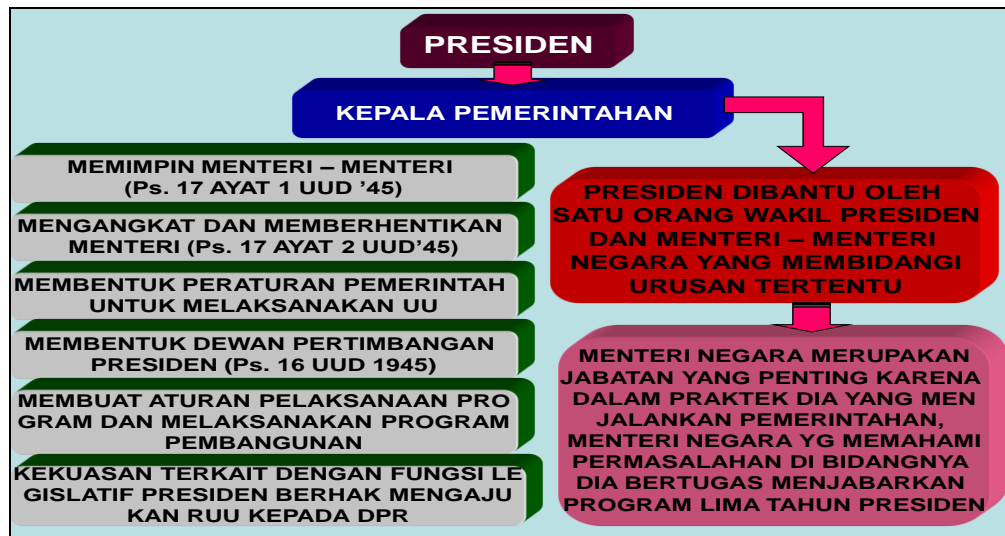 PRESIDEN
KEPALA PEMERINTAHAN
MEMIMPIN MENTERI – MENTERI
(Ps. 17 AYAT 1 UUD ’45)
MENGANGKAT DAN MEMBERHENTIKAN
MENTERI (Ps. 17 AYAT 2 UUD’45)
MEMBENTUK PERATURAN PEMERINTAH
UNTUK MELAKSANAKAN UU
MEMBENTUK DEWAN PERTIMBANGAN
PRESIDEN (Ps. 16 UUD 1945)
MEMBUAT ATURAN PELAKSANAAN PRO
GRAM DAN MELAKSANAKAN PROGRAM
PEMBANGUNAN
KEKUASAN TERKAIT DENGAN FUNGSI LE
GISLATIF PRESIDEN BERHAK MENGAJU
KAN RUU KEPADA DPR
PRESIDEN DIBANTU OLEH
SATU ORANG WAKIL PRESIDEN
DAN MENTERI – MENTERI
NEGARA YANG MEMBIDANGI
URUSAN TERTENTU
MENTERI NEGARA MERUPAKAN
JABATAN YANG PENTING KARENA
DALAM PRAKTEK DIA YANG MEN
JALANKAN PEMERINTAHAN,
MENTERI NEGARA YG MEMAHAMI
PERMASALAHAN DI BIDANGNYA
DIA BERTUGAS MENJABARKAN
PROGRAM LIMA TAHUN PRESIDEN